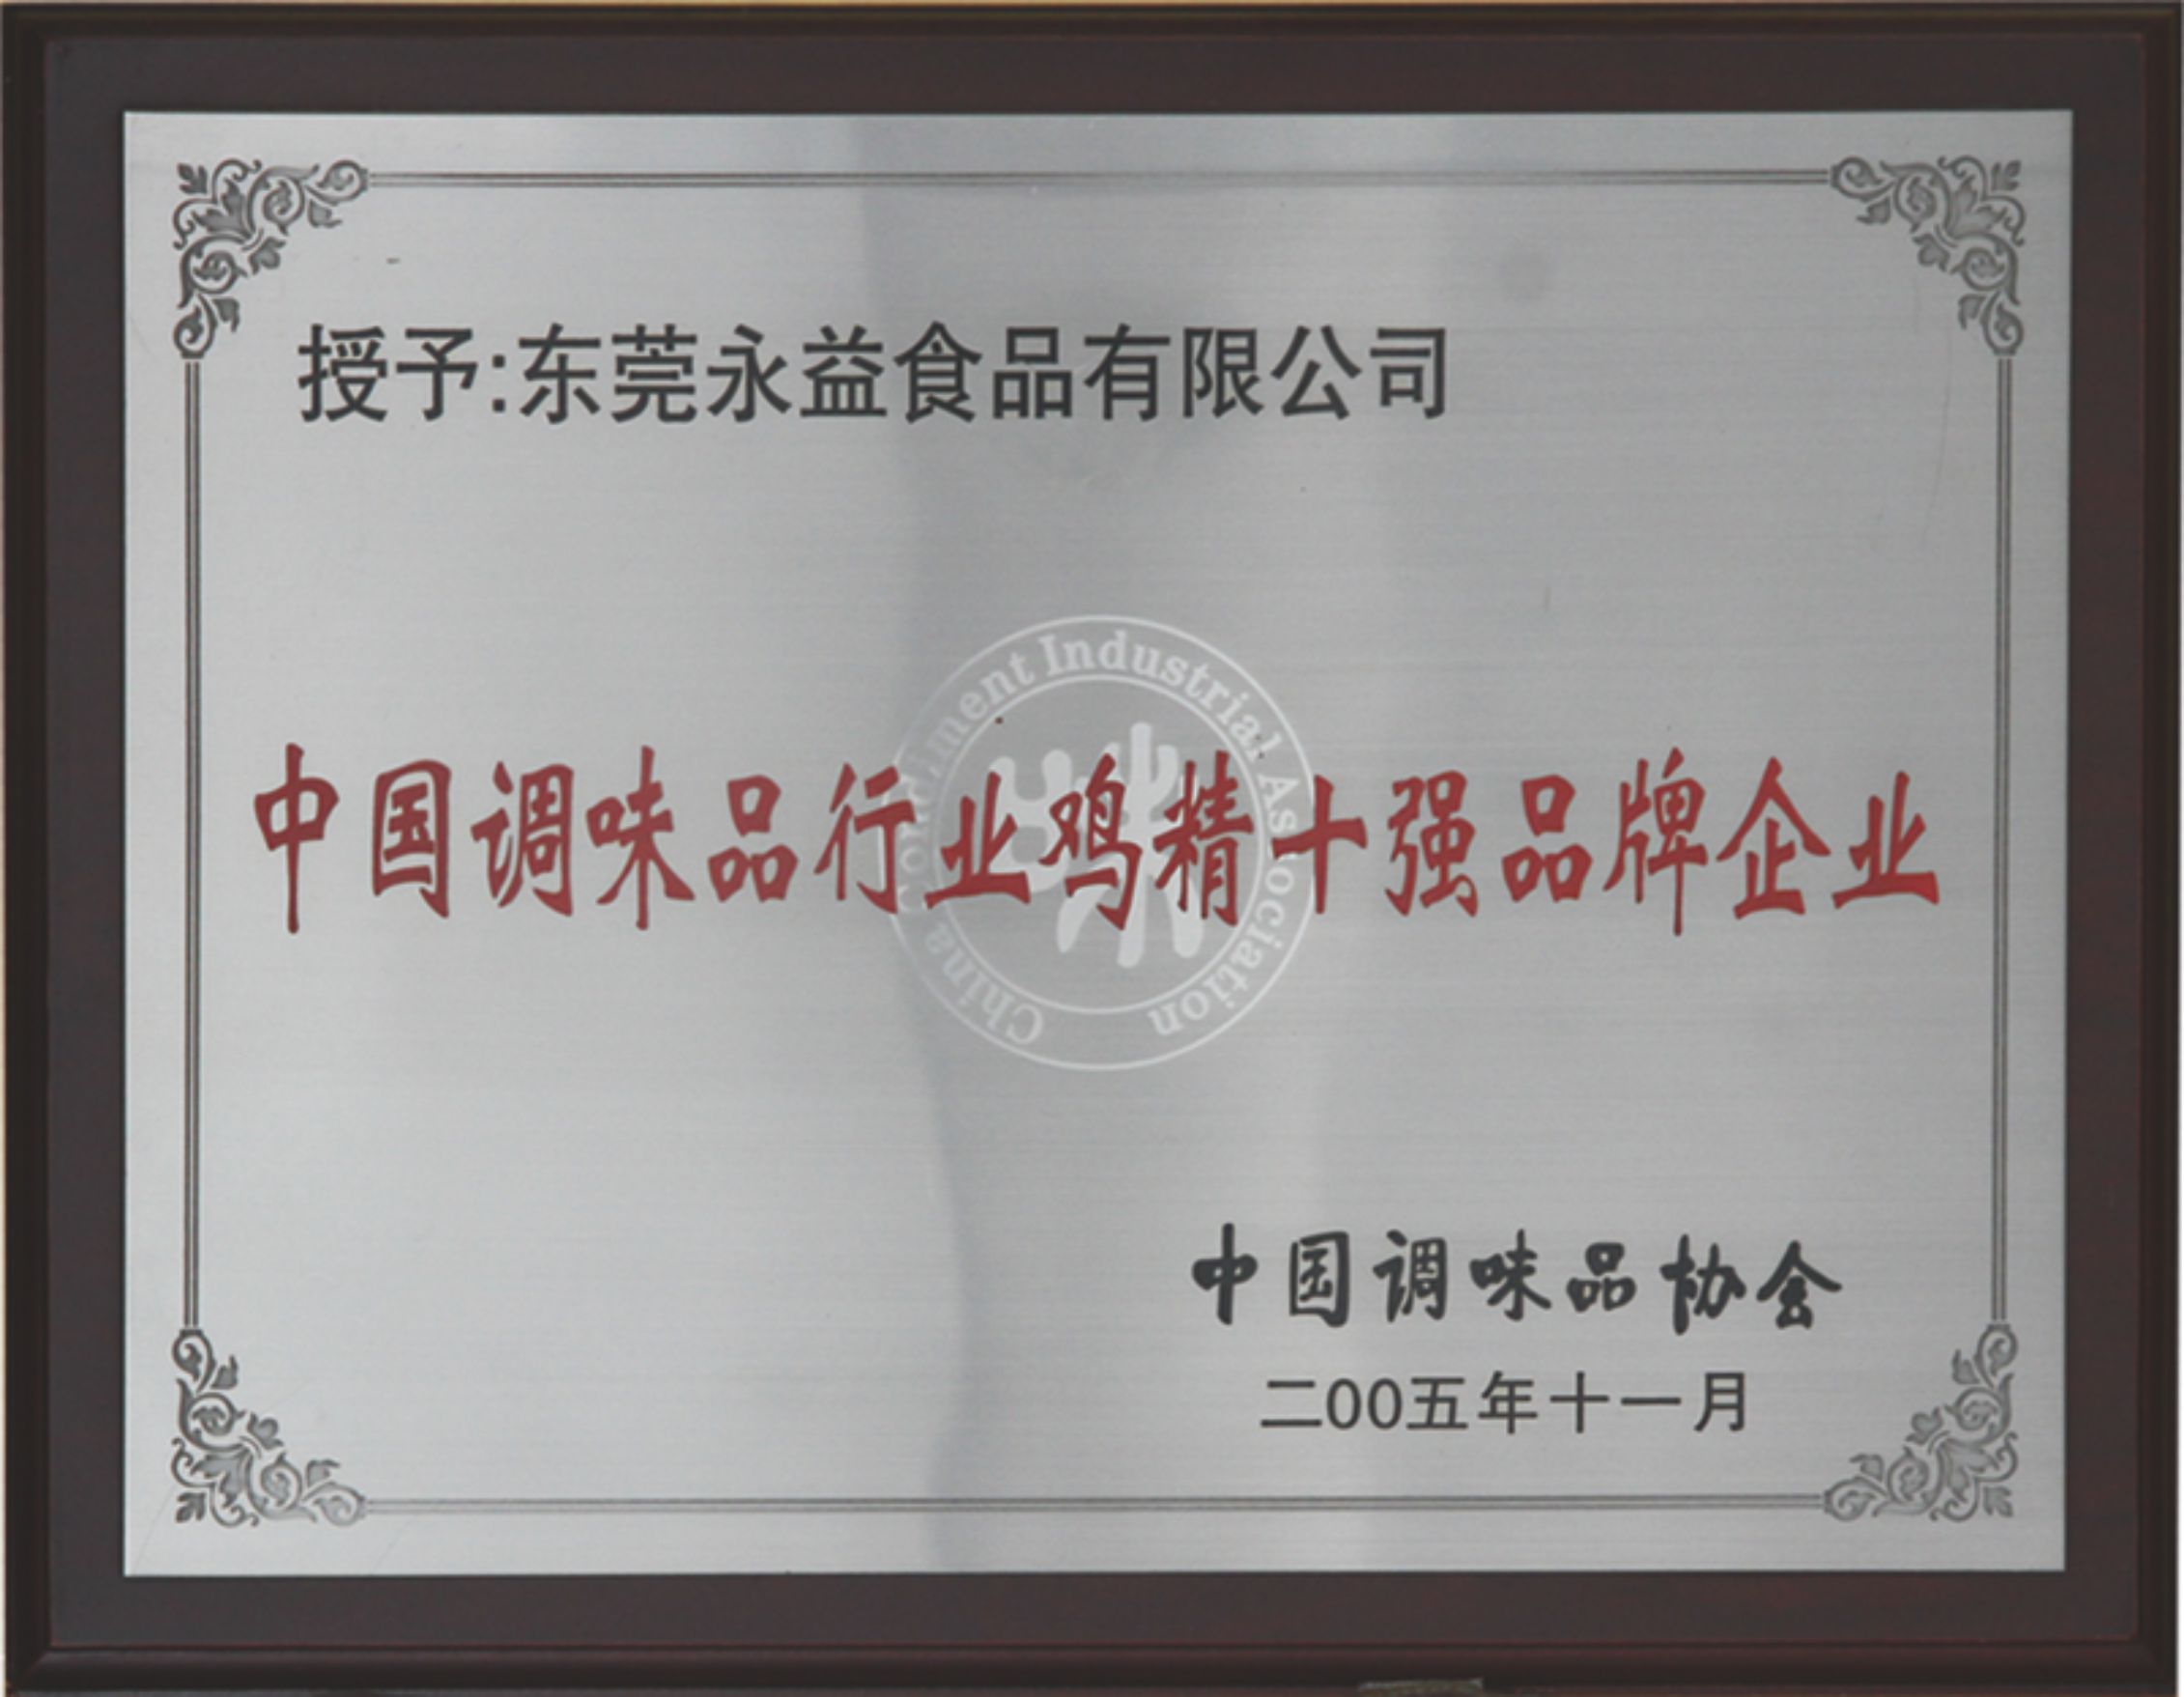 授予:东莞永益食品有限公司
China Condiment Industrial Association
味
中国调味品行业鸡精十强品牌企业
中国调味品协会
二00五年十一月